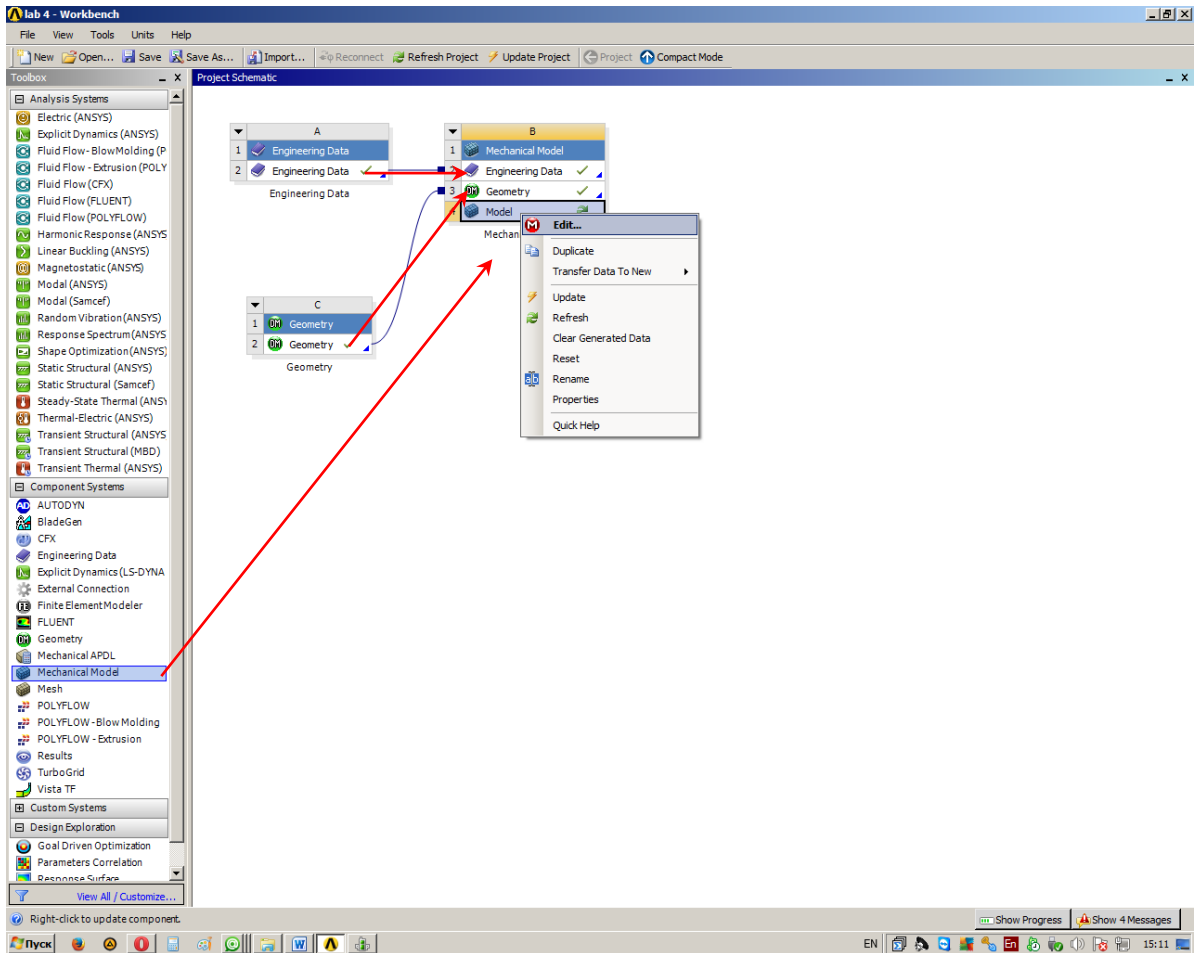 lab 4 - Workbench
File View Tools Units Help
New Open... Save Save As... Import... Reconnect Refresh Project Update Project Project Compact Mode
Toolbox
Project Schematic
Analysis Systems
Electric (ANSYS)
Explicit Dynamics (ANSYS)
Fluid Flow- BlowMolding (P
Fluid Flow - Extrusion (POLY
Fluid Flow (CFX)
Fluid Flow (FLUENT)
Fluid Flow (POLYFLOW)
Harmonic Response (ANSYS
Linear Buckling (ANSYS)
Magnetostatic (ANSYS)
Modal (ANSYS)
Modal (Samcef)
Random Vibration (ANSYS)
Response Spectrum (ANSYS
Shape Optimization (ANSYS)
Static Structural (ANSYS)
Static Structural (Samcef)
Steady-State Thermal (ANSY
Thermal-Electric (ANSYS)
Transient Structural (ANSYS
Transient Structural (MBD)
Transient Thermal (ANSYS)
Component Systems
AUTODYN
BladeGen
CFX
Engineering Data
Explicit Dynamics (LS-DYNA
External Connection
Finite Element Modeler
FLUENT
Geometry
Mechanical APDL
Mechanical Model
Mesh
POLYFLOW
POLYFLOW - Blow Molding
POLYFLOW - Extrusion
Results
TurboGrid
Vista TF
Custom Systems
Design Exploration
Goal Driven Optimization
Parameters Correlation
Response Surface
View All / Customize...
A
1 Engineering Data
2 Engineering Data
Engineering Data
B
1 Mechanical Model
2 Engineering Data
3 Geometry
4 Model
Mechan
C
1 Geometry
2 Geometry
Geometry
Edit...
Duplicate
Transfer Data To New
Update
Refresh
Clear Generated Data
Reset
Rename
Properties
Quick Help
Right-click to update component.
Show Progress
Show 4 Messages
Пуск
EN
En
15:11